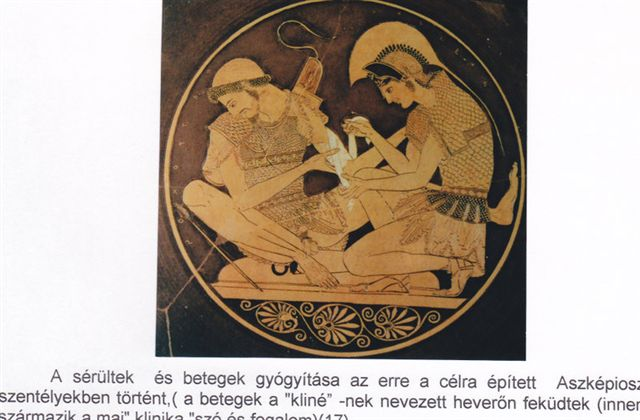 A sérültek és betegek gyógyítása az erre a célra épített Aszképiosz
szentélyekben történt,( a betegek a "kliné” -nek nevezett heverőn feküdtek (innen
származik a mai" klinika "szó és fogalom)(17)